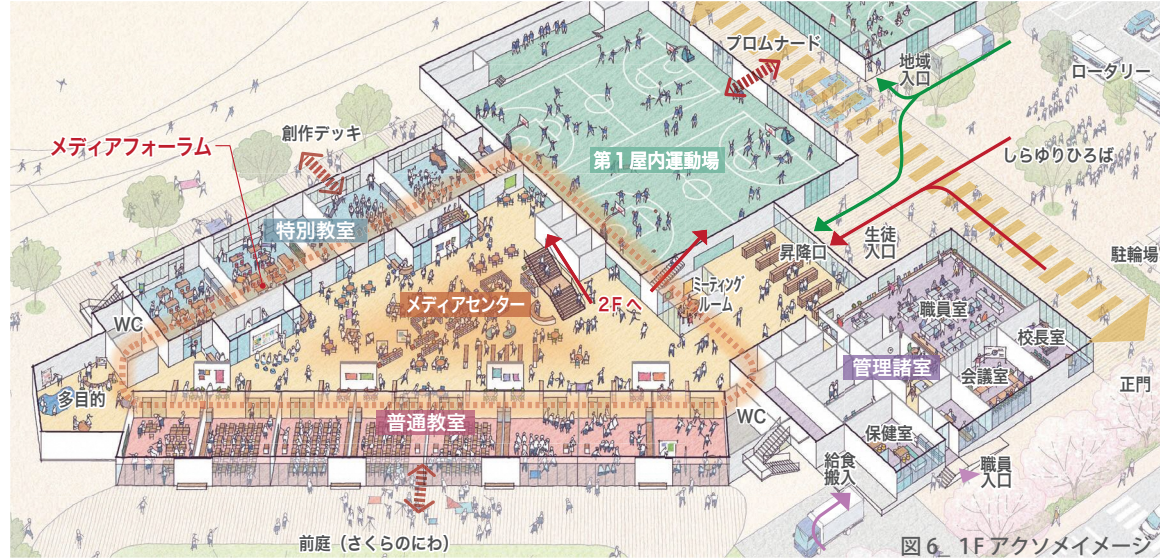 プロムナード
地域
入口
ロータリー
創作デッキ
メディアフォーラム
第1屋内運動場
しらゆりひろば
特別教室
昇降口
生徒
入口
駐輪場
ミーティング
ルーム
メディアセンター
2Fへ
職員室
WC
校長室
管理諸室
会議室
正門
多目的
普通教室
WC
保健室
給食
搬入
職員
入口
前庭（さくらのにわ）
図6_1Fアクソメイメージ